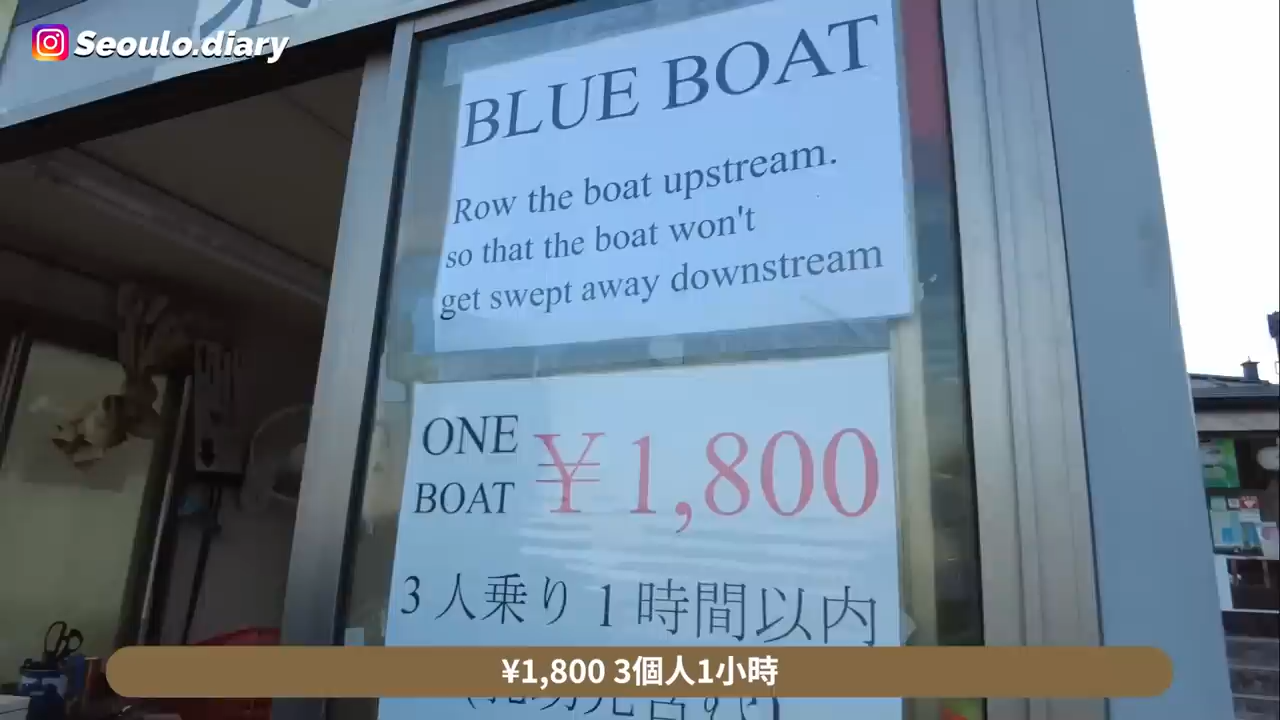 Seoulo.diary
BLUE BOAT
Row the boat upstream.
so that the boat won't
get swept away downstream
ONE
BOAT
¥1,800
3人乗り1時間以内
¥1,800 3個人1小時